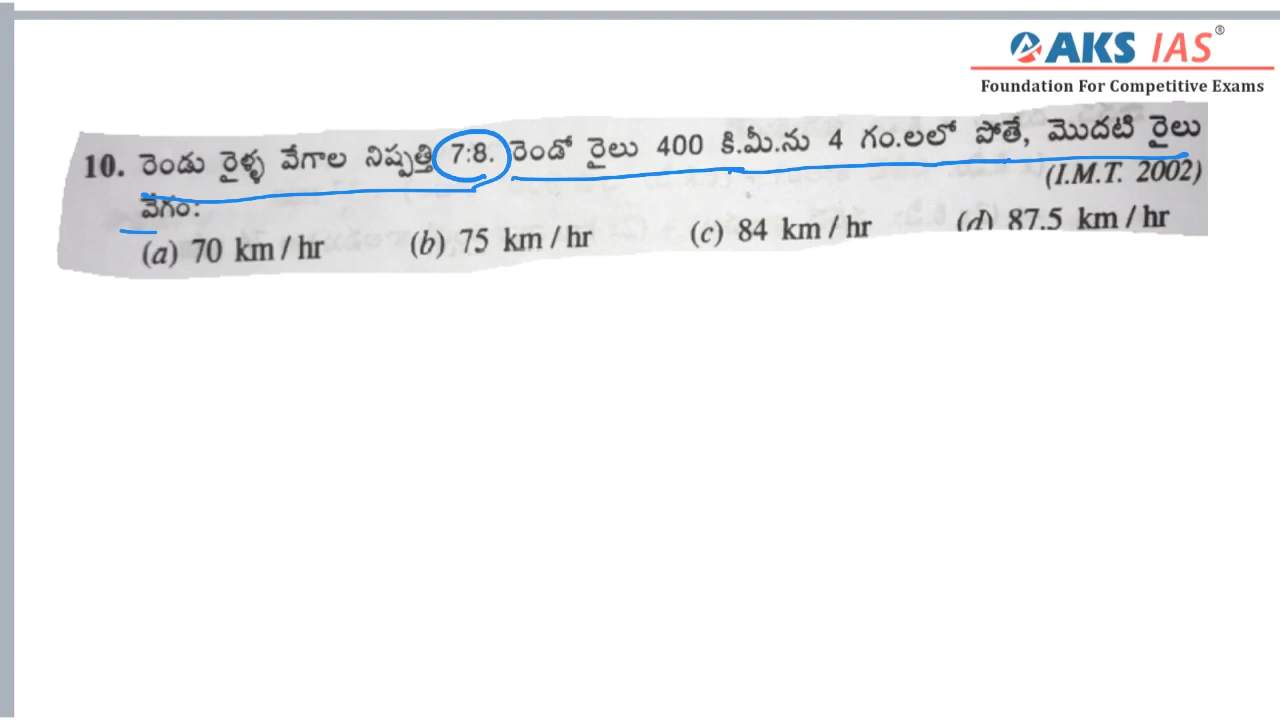 AKS IAS®
Foundation For Competitive Exams
10. రెండు రైళ్ళ వేగాల నిష్పత్తి 7:8. రెండో రైలు 400 కి.మీ.ను 4 గం.లలో పోతే, మొదటి రైలు
వేగం: (I.M.T. 2002)
(a) 70 km / hr (b) 75 km / hr (c) 84 km / hr (d) 87.5 km / hr